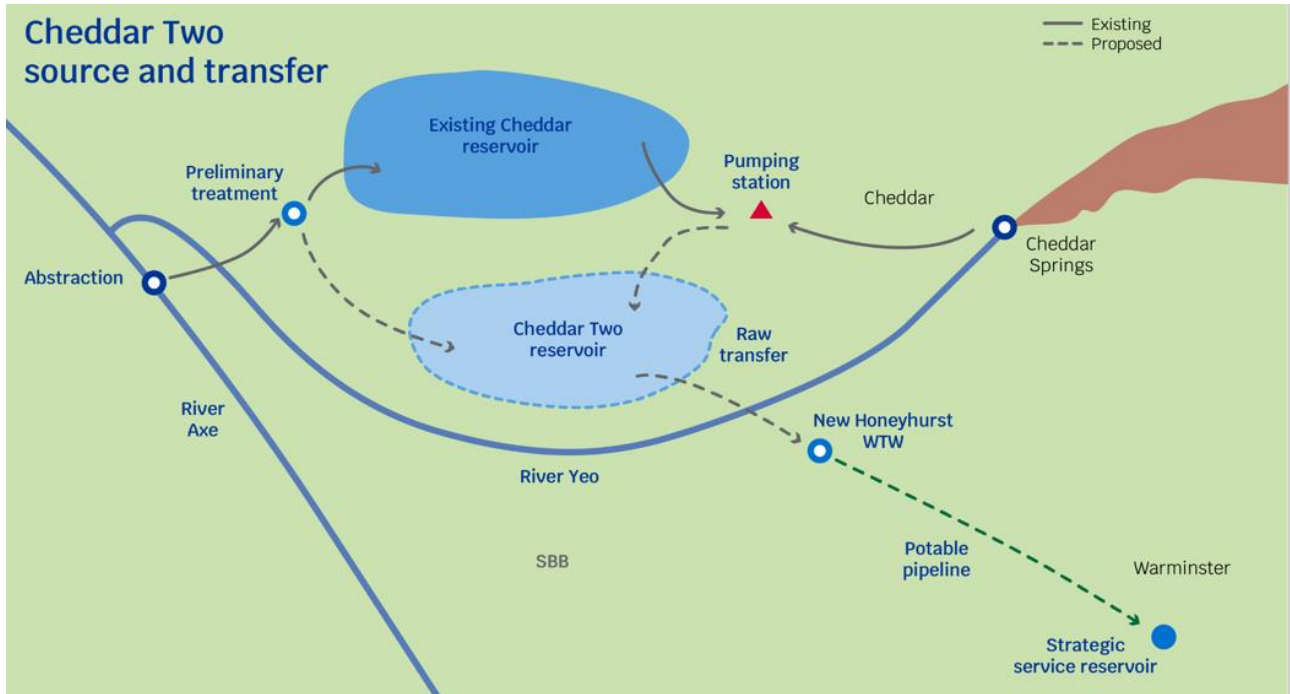 Cheddar Two
source and transfer
Existing
Proposed
Existing Cheddar
reservoir
Preliminary
treatment
Pumping
station
Cheddar
Cheddar
Springs
Abstraction
Cheddar Two
reservoir
Raw
transfer
River
Axe
New Honeyhurst
WTW
River Yeo
SBB
Potable
pipeline
Warminster
Strategic
service reservoir